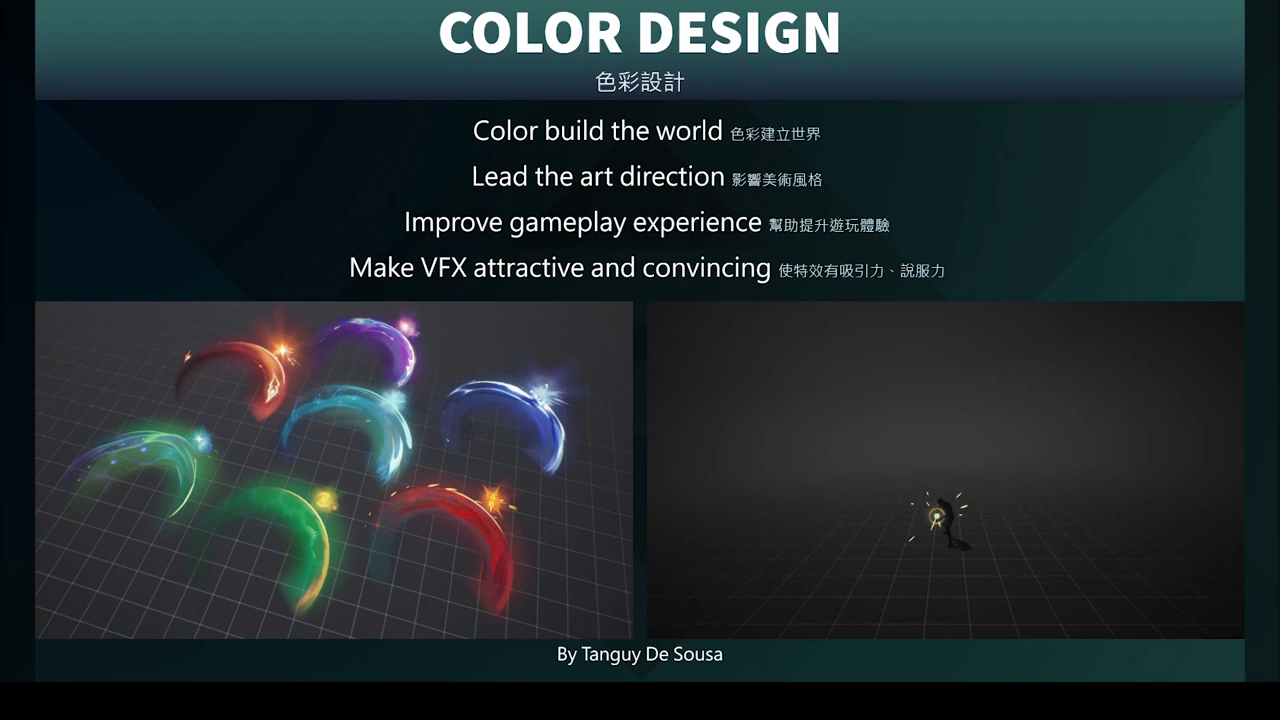 COLOR DESIGN
色彩設計
Color build the world 色彩建立世界
Lead the art direction 影響美術風格
Improve gameplay experience 幫助提升遊玩體驗
Make VFX attractive and convincing 使特效有吸引力、說服力
By Tanguy De Sousa